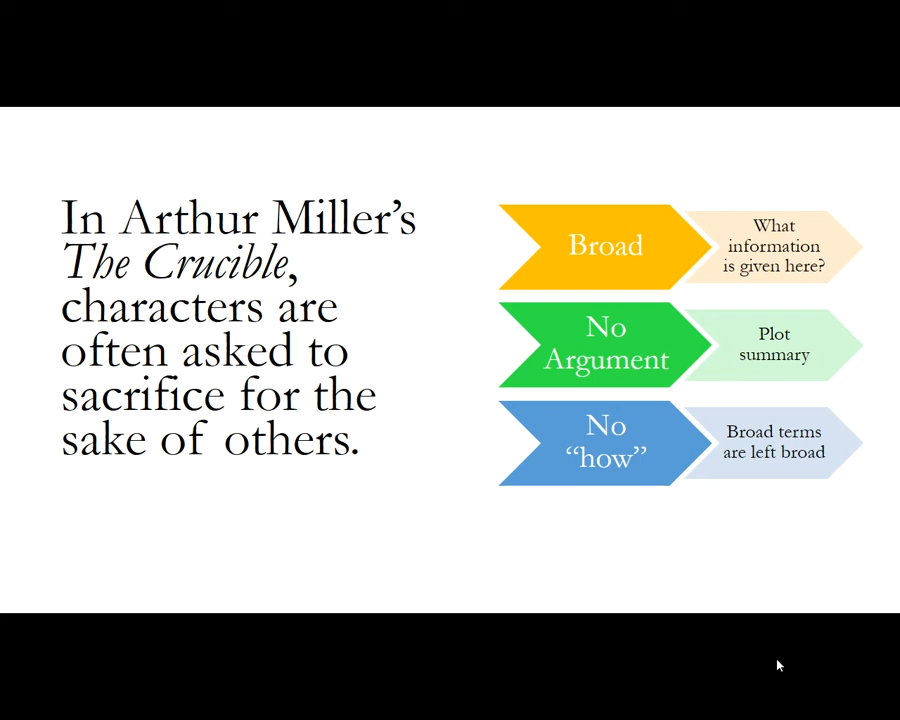 In Arthur Miller’s
The Crucible,
characters are
often asked to
sacrifice for the
sake of others.
Broad
What
information
is given here?
No
Argument
Plot
summary
No
“how”
Broad terms
are left broad